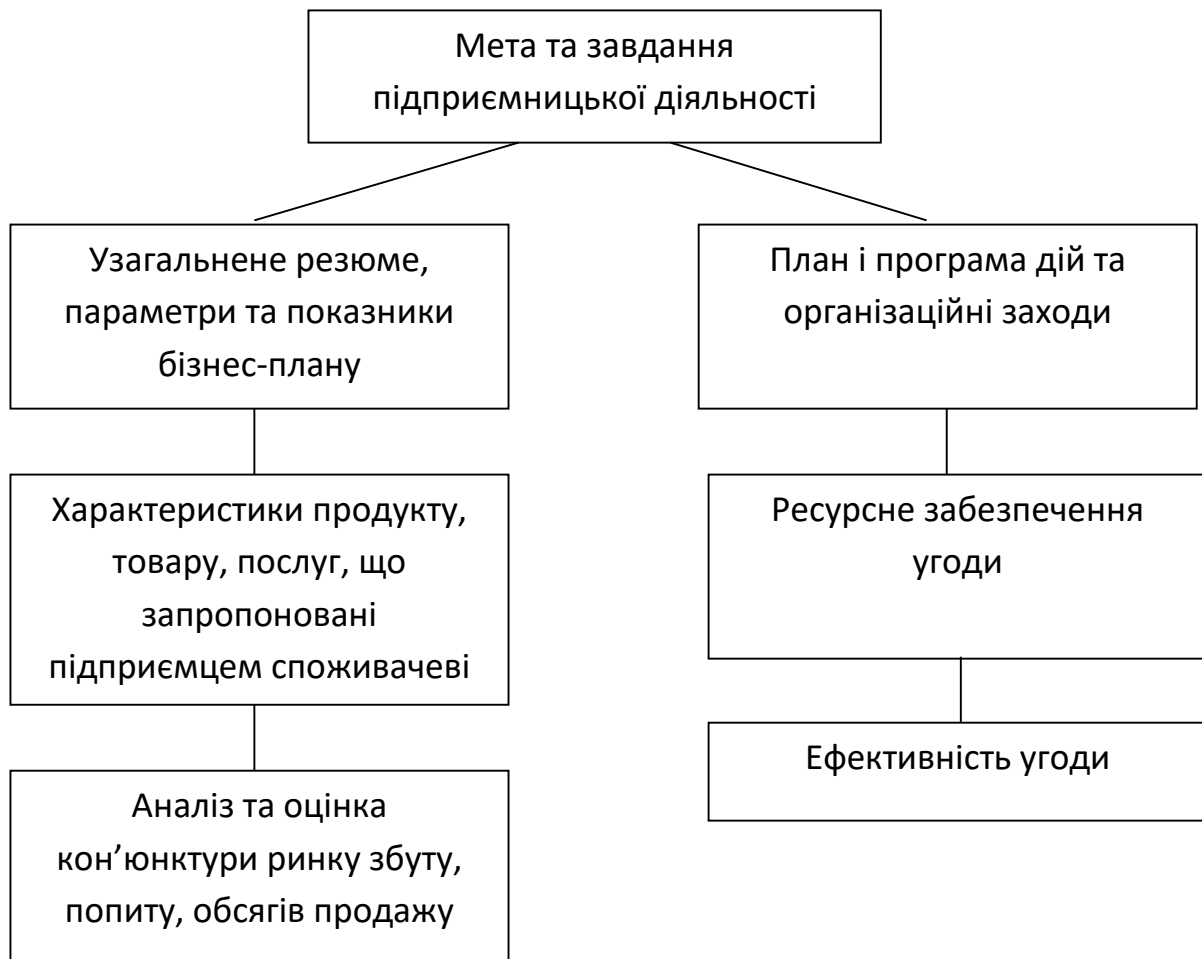 Мета та завдання
підприємницької діяльності
Узагальнене резюме,
параметри та показники
бізнес-плану
План і програма дій та
організаційні заходи
Характеристики продукту,
товару, послуг, що
запропоновані
підприємцем споживачеві
Ресурсне забезпечення
угоди
Ефективність угоди
Аналіз та оцінка
кон’юнктури ринку збуту,
попиту, обсягів продажу